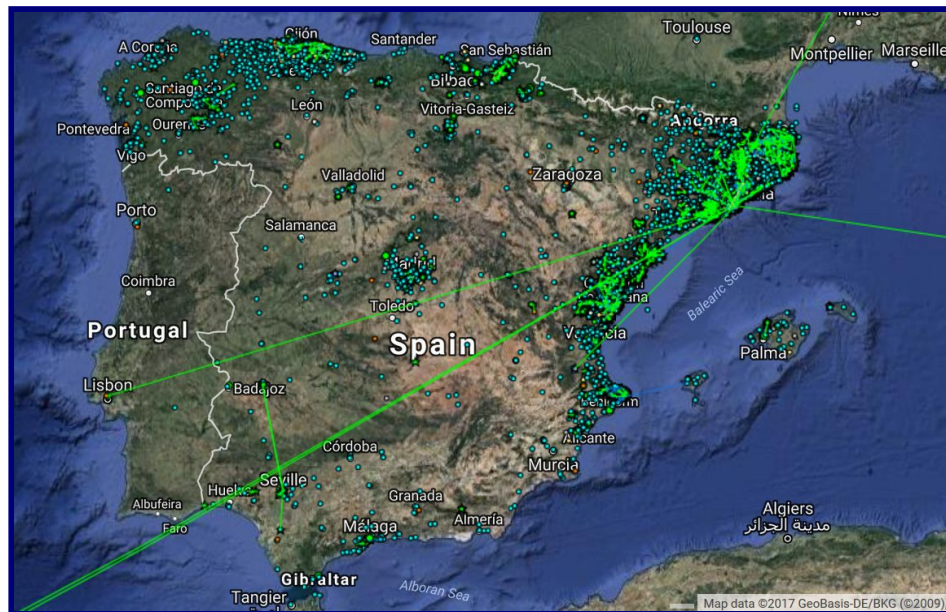 Toulouse
Nîmes
Montpellier
Marseille
A Coruña
Gijón
Santander
San Sebastián
Bilbao
Santiago de
Compostela
León
Vitoria-Gasteiz
Andorra
Pontevedra
Ourense
Vigo
Valladolid
Zaragoza
Porto
Salamanca
Madrid
Coimbra
Toledo
Balearic Sea
Portugal
Spain
Valencia
Palma
Lisbon
Badajoz
Alicante
Córdoba
Murcia
Huelva
Seville
Granada
Albufeira
Faro
Málaga
Almería
Algiers
مدينة الجزائر
Gibraltar
Alboran Sea
Tangier
Map data ©2017 GeoBasis-DE/BKG (©2009)